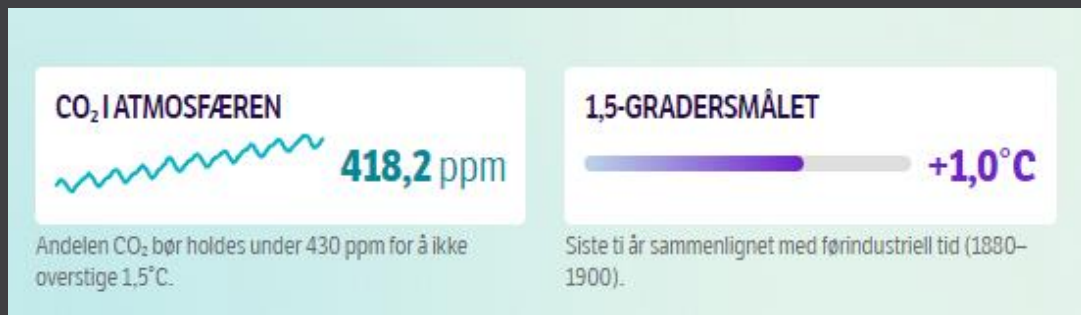 CO₂ I ATMOSFÆREN
418,2 ppm
Andelen CO₂ bør holdes under 430 ppm for å ikke
overstige 1,5°C.
1,5-GRADERSMÅLET
+1,0°C
Siste ti år sammenlignet med førindustriell tid (1880–
1900).